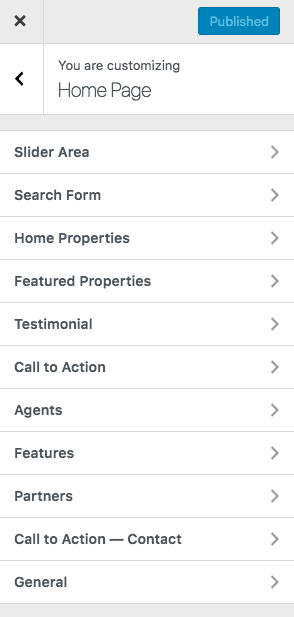 Published
You are customizing
Home Page
Slider Area
Search Form
Home Properties
Featured Properties
Testimonial
Call to Action
Agents
Features
Partners
Call to Action — Contact
General